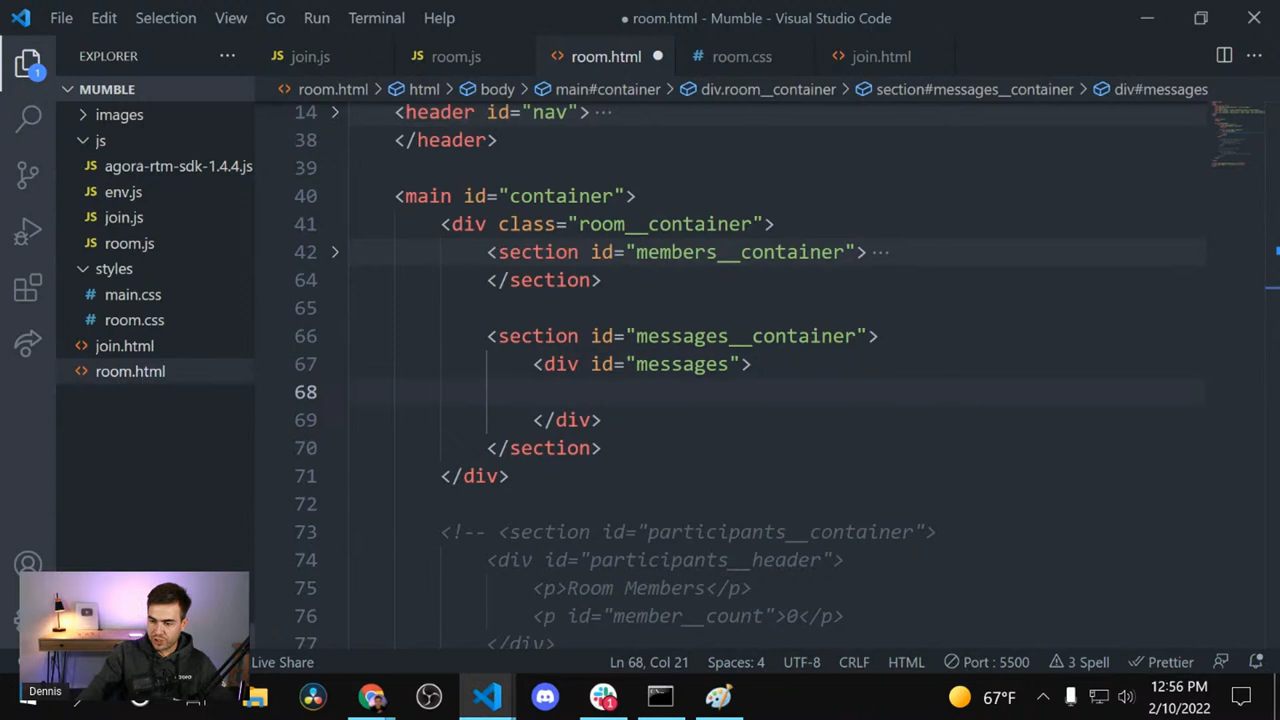 File Edit Selection View Go Run Terminal Help
● room.html - Mumble - Visual Studio Code
EXPLORER
join.js room.js room.html room.css join.html
MUMBLE
room.html > html > body > main#container > div.room__container > section#messages__container > div#messages
images
js
agora-rtm-sdk-1.4.4.js
env.js
join.js
room.js
styles
main.css
room.css
join.html
room.html
1
14 <header id="nav"> ···
38 </header>
39
40 <main id="container">
41 <div class="room__container">
42 <section id="members__container"> ···
64 </section>
65
66 <section id="messages__container">
67 <div id="messages">
68
69 </div>
70 </section>
71 </div>
72
73 <!-- <section id="participants__container">
74 <div id="participants__header">
75 <p>Room Members</p>
76 <p id="member__count">0</p>
77 </div>
Live Share Ln 68, Col 21 Spaces: 4 UTF-8 CRLF HTML Port : 5500 3 Spell Prettier
Dennis
1
67°F
12:56 PM
2/10/2022